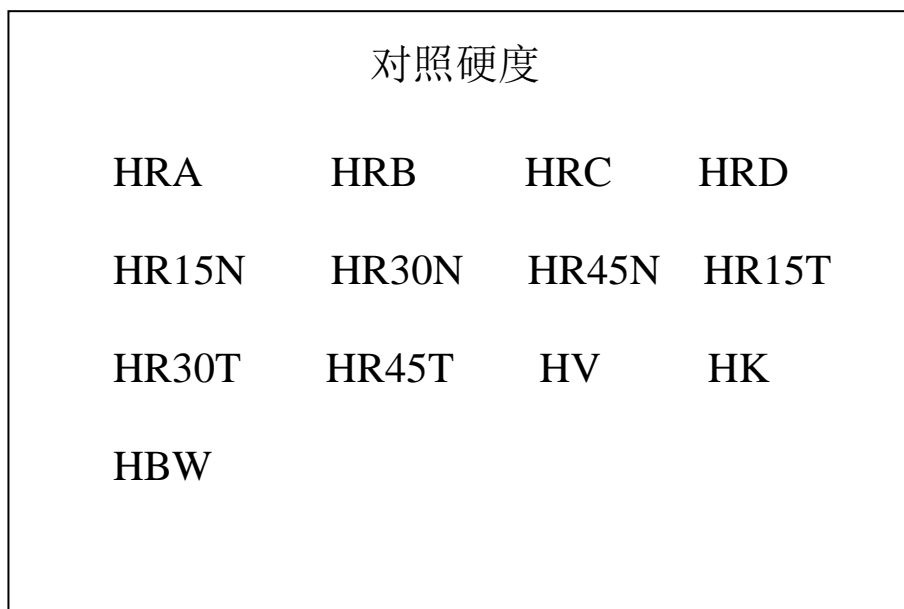 对照硬度
HRA HRB HRC HRD
HR15N HR30N HR45N HR15T
HR30T HR45T HV HK
HBW